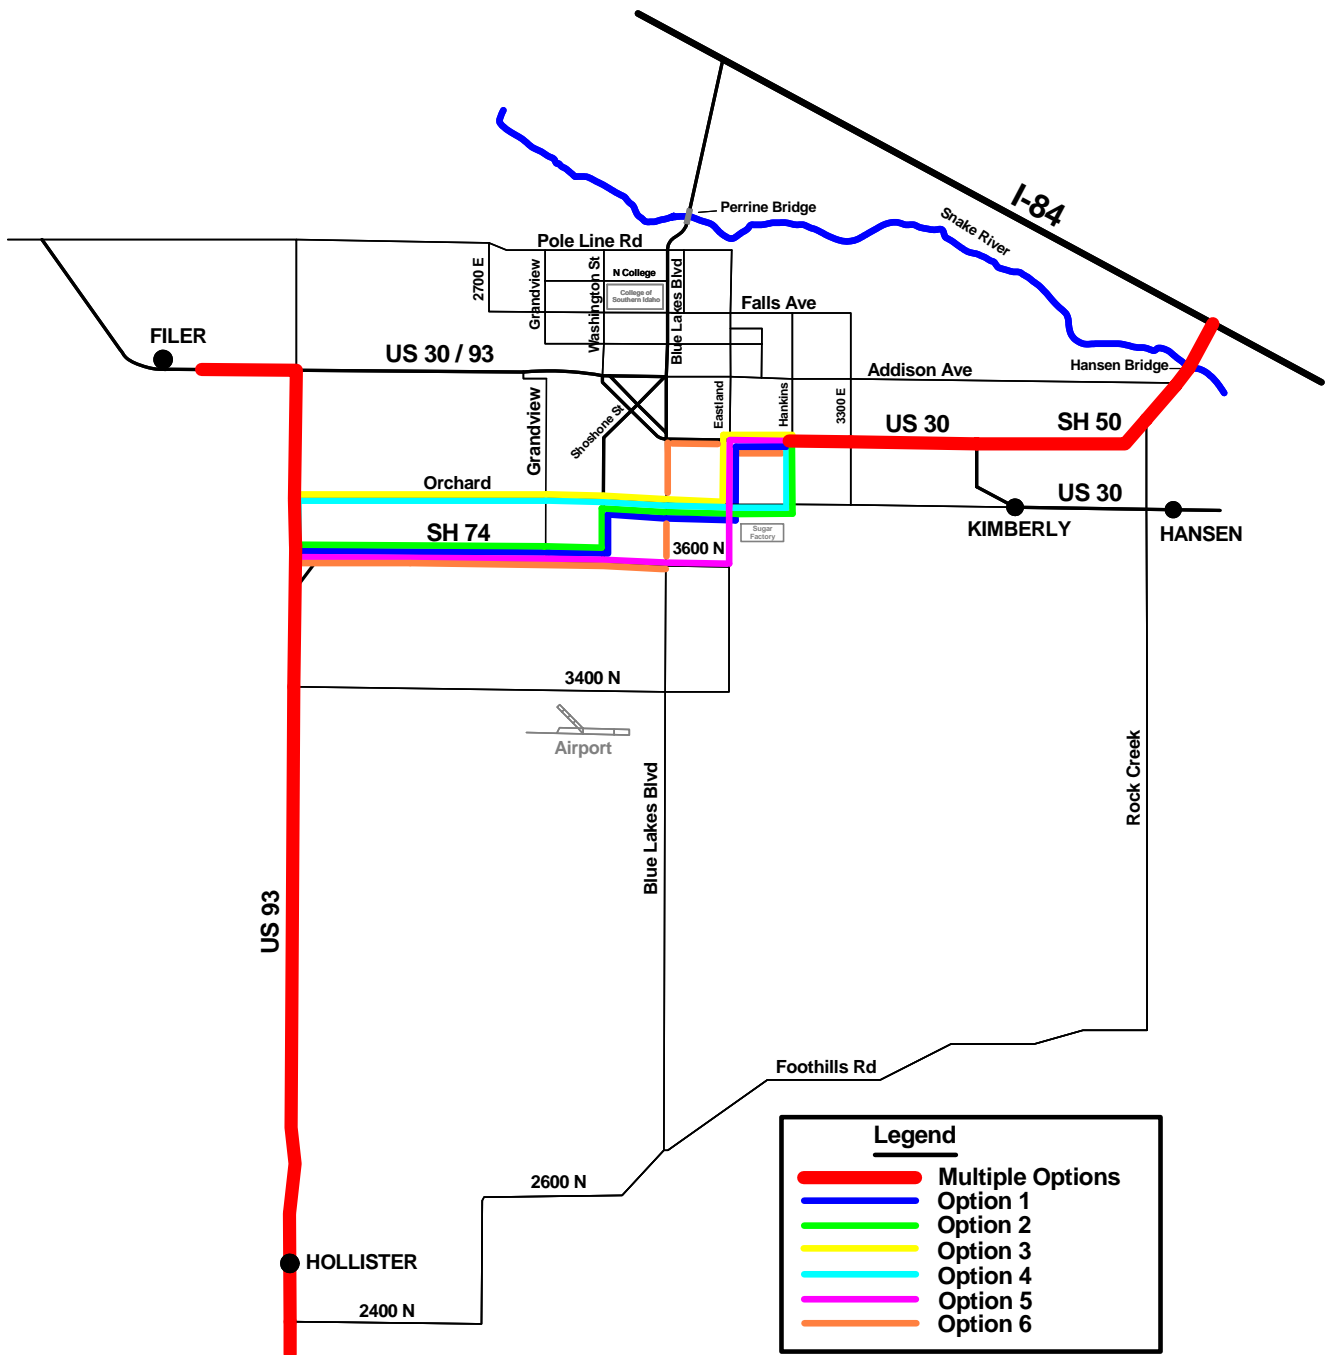 I-84
Perrine Bridge
Snake River
Pole Line Rd
2700 E
Grandview
Washington St
N College
College of
Southern Idaho
Blue Lakes Blvd
Falls Ave
FILER
US 30 / 93
Hansen Bridge
Addison Ave
Grandview
Shoshone St
Eastland
Hankins
3300 E
US 30
SH 50
Orchard
US 30
KIMBERLY
HANSEN
SH 74
Sugar
Factory
3600 N
3400 N
Airport
Blue Lakes Blvd
Rock Creek
US 93
Foothills Rd
2600 N
HOLLISTER
2400 N
Legend
Multiple Options
Option 1
Option 2
Option 3
Option 4
Option 5
Option 6